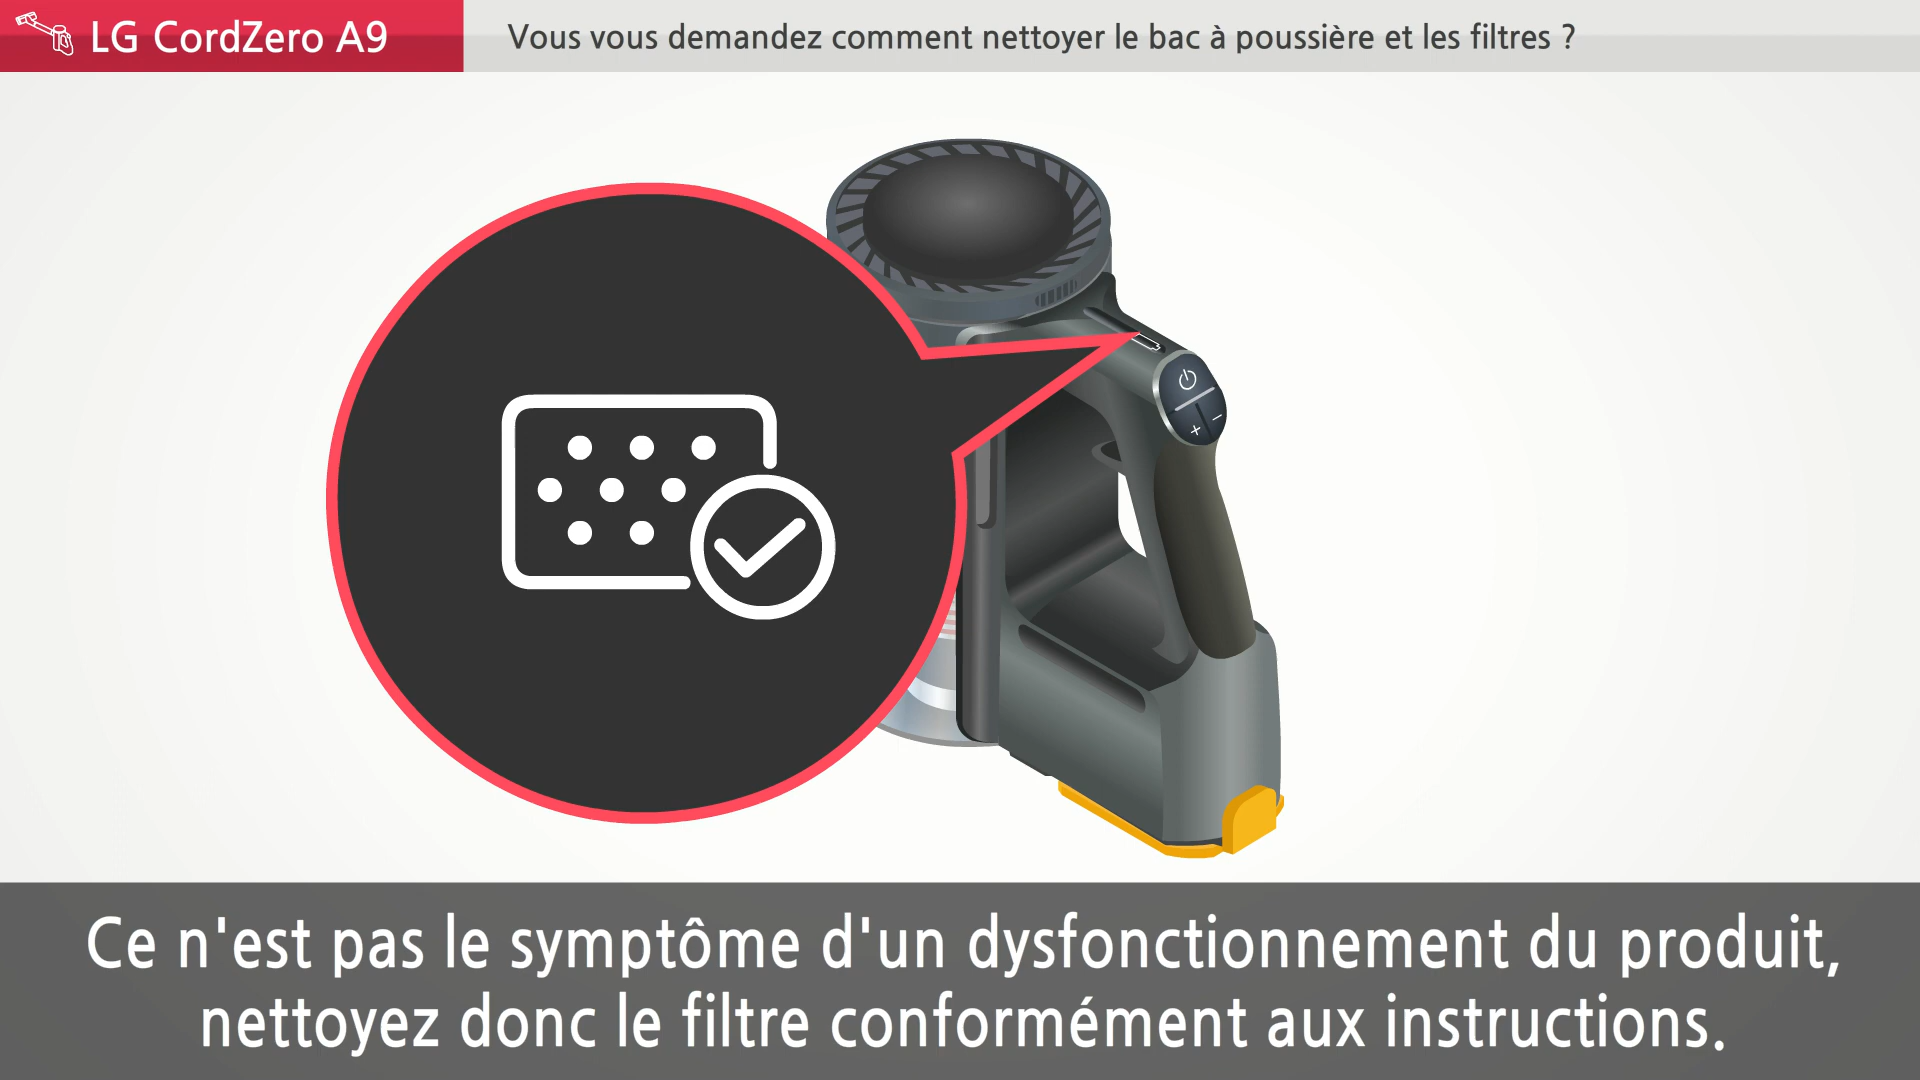 LG CordZero A9
Vous vous demandez comment nettoyer le bac à poussière et les filtres ?
Ce n'est pas le symptôme d'un dysfonctionnement du produit,
nettoyez donc le filtre conformément aux instructions.